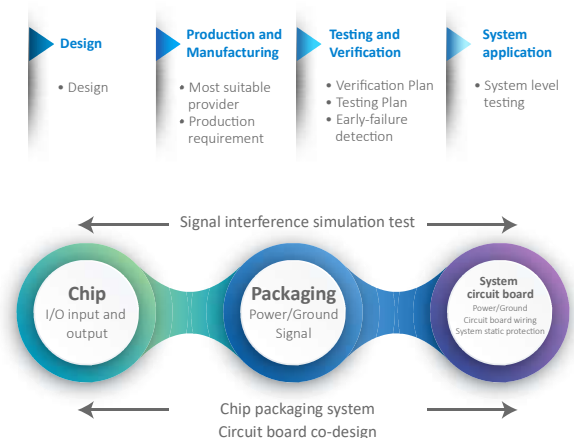 Design
• Design
Production and
Manufacturing
• Most suitable
provider
• Production
requirement
Testing and
Verification
• Verification Plan
• Testing Plan
• Early-failure
detection
System
application
• System level
testing
Signal interference simulation test
Chip
I/O input and
output
Packaging
Power/Ground
Signal
System
circuit board
Power/Ground
Circuit board wiring
System static protection
Chip packaging system
Circuit board co-design